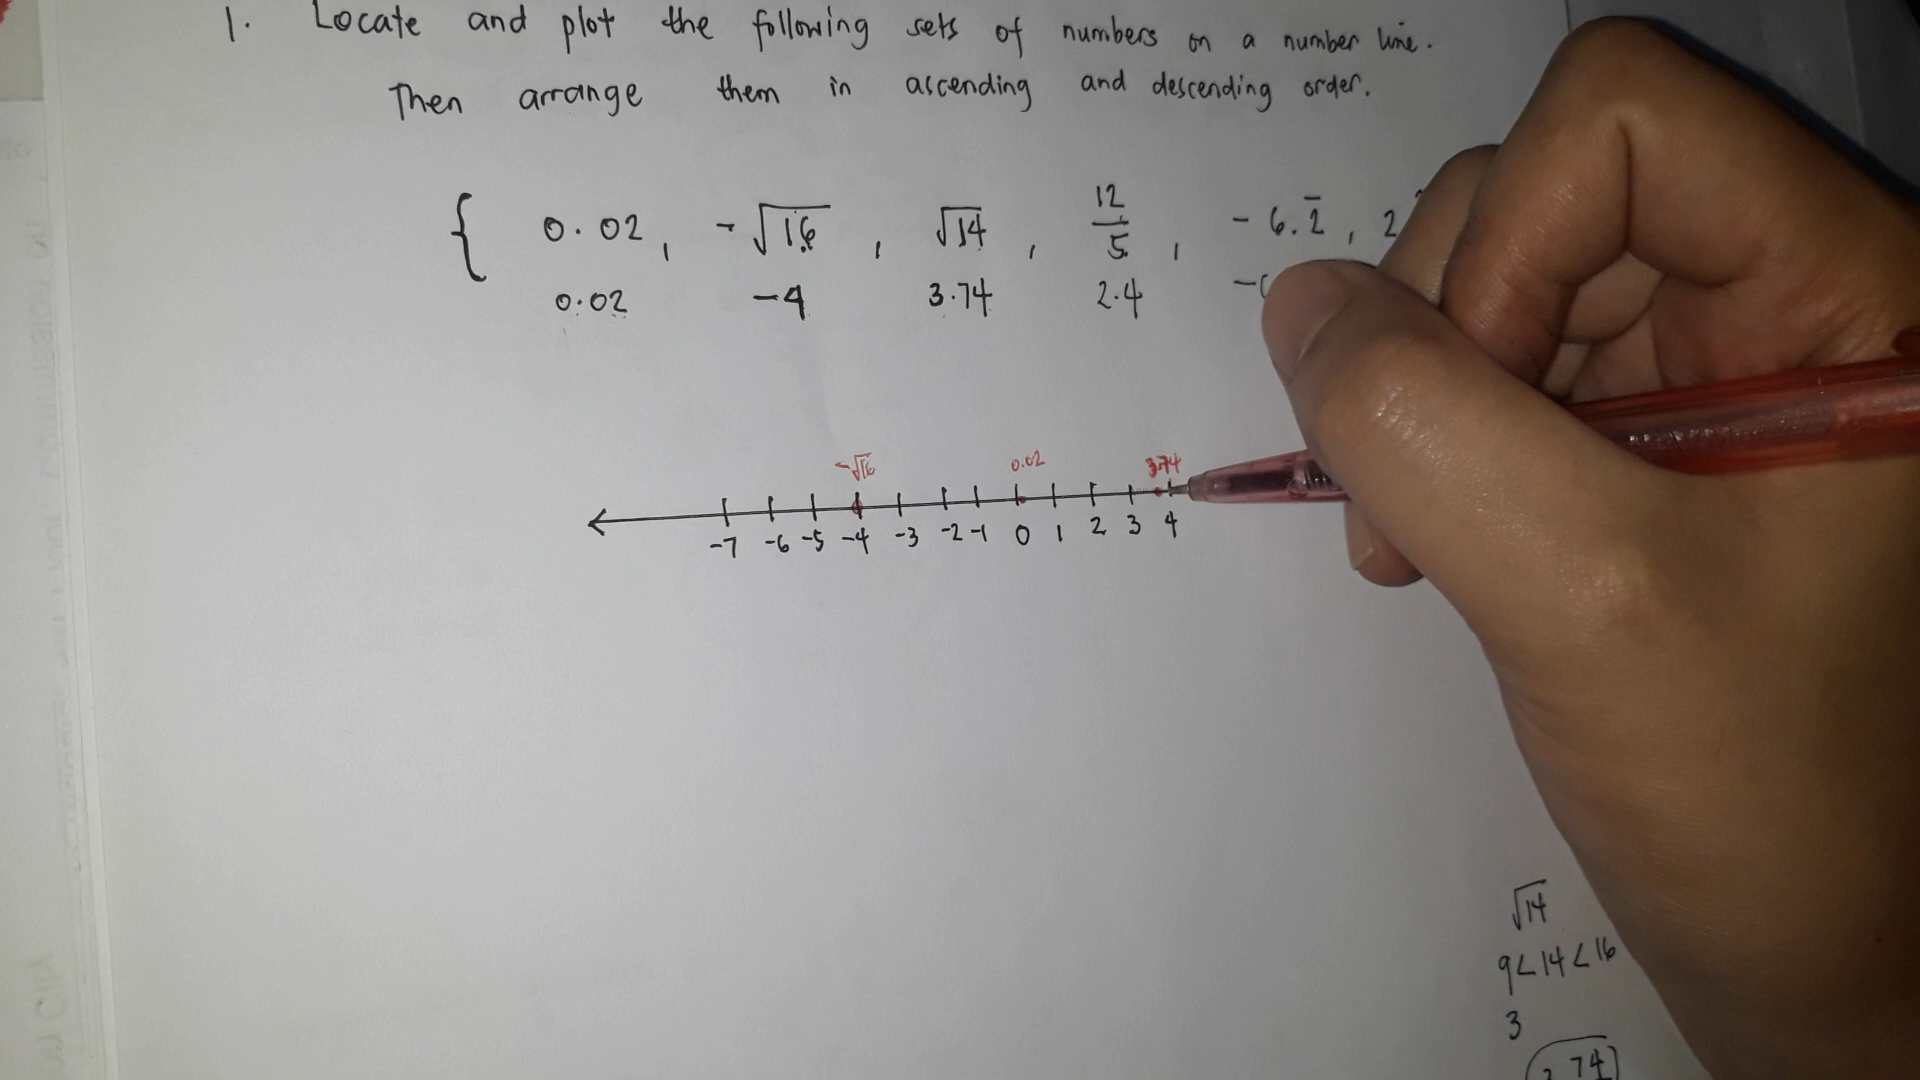 1. Locate and plot the following sets of numbers on a number line.
Then arrange them in ascending and descending order.
{ 0.02, -√16, √14, 12/5, -6.2̅, 2
0.02 -4 3.74 2.4
-√16 0.02 3.74
-7 -6 -5 -4 -3 -2 -1 0 1 2 3 4
√14
9<14<16
3